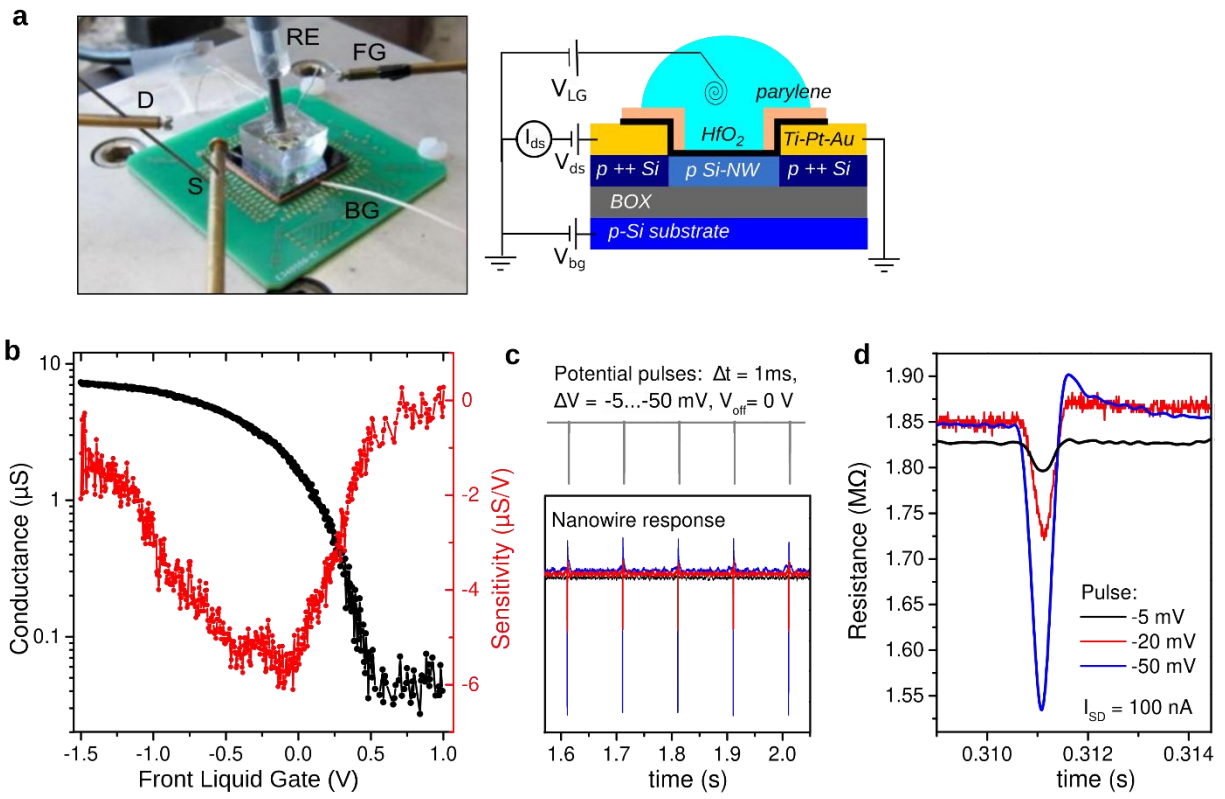 a
RE
FG
D
S
BG
V_LG
parylene
I_ds
HfO₂
Ti-Pt-Au
V_ds
p ++ Si
p Si-NW
p ++ Si
BOX
p-Si substrate
V_bg
b
10
1
0.1
Conductance (µS)
0
-2
-4
-6
Sensitivity (µS/V)
-1.5 -1.0 -0.5 0.0 0.5 1.0
Front Liquid Gate (V)
c
Potential pulses: Δt = 1ms,
ΔV = -5...-50 mV, V_off= 0 V
Nanowire response
1.6 1.7 1.8 1.9 2.0
time (s)
d
1.90
1.85
1.80
1.75
1.70
1.65
1.60
1.55
Resistance (MΩ)
Pulse:
-5 mV
-20 mV
-50 mV
I_SD = 100 nA
0.310 0.312 0.314
time (s)